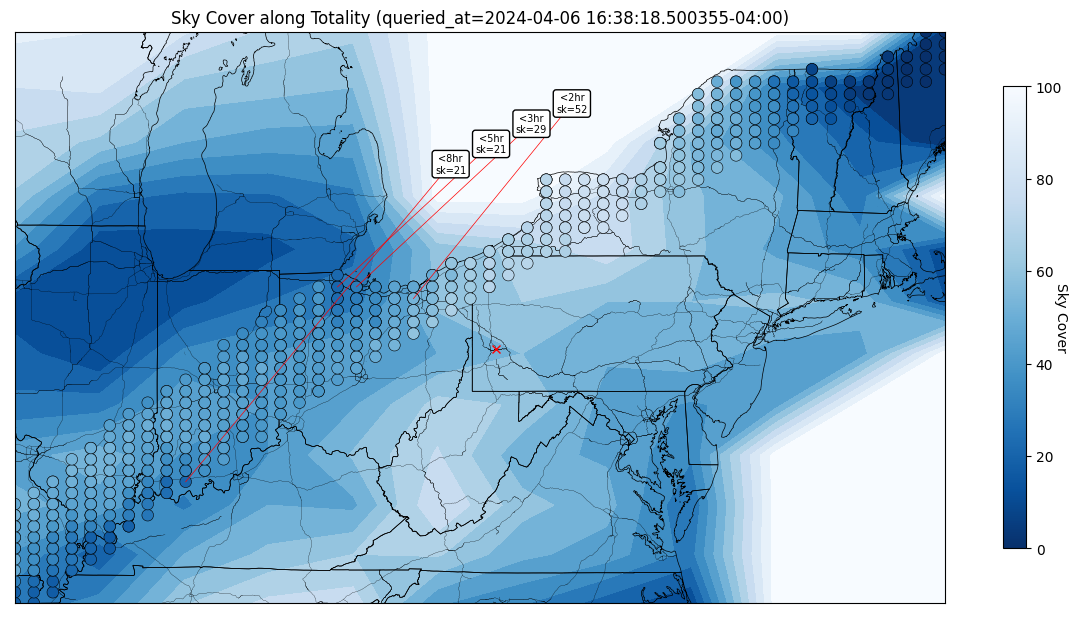 Sky Cover along Totality (queried_at=2024-04-06 16:38:18.500355-04:00)
<2hr
sk=52
<3hr
sk=29
<5hr
sk=21
<8hr
sk=21
100
80
60
40
20
0
Sky Cover